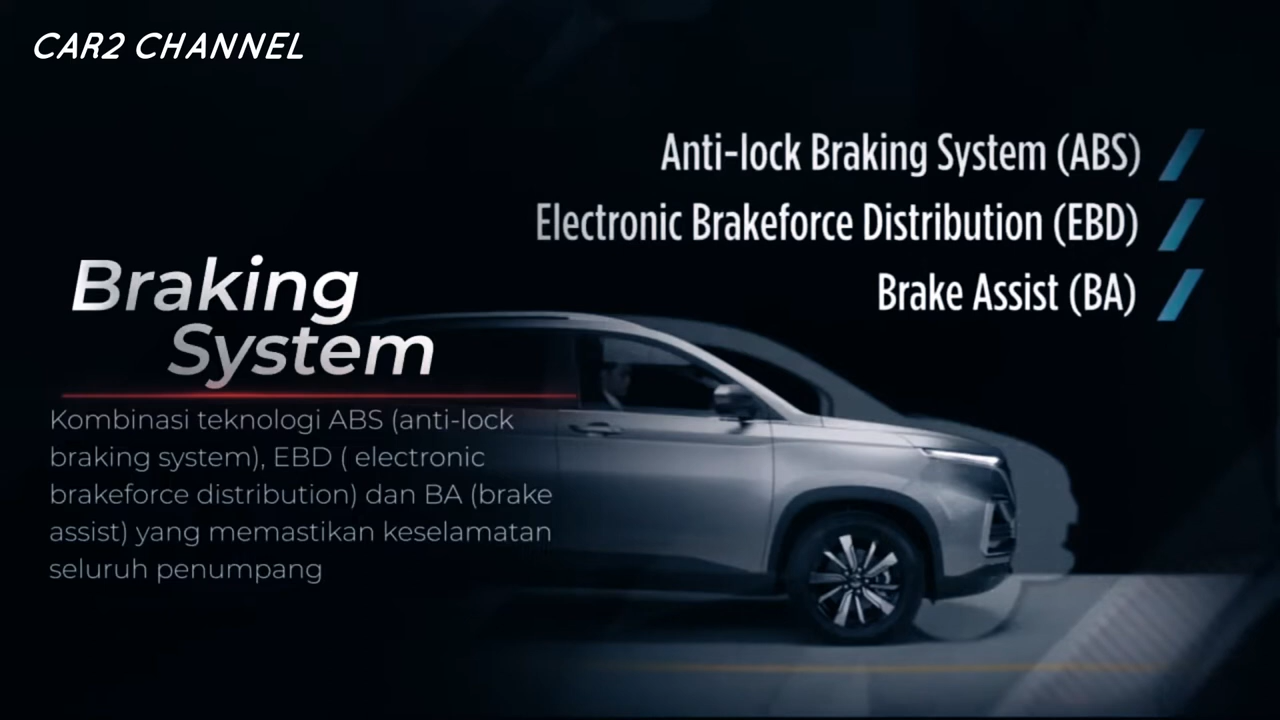 CAR2 CHANNEL
Anti-lock Braking System (ABS)
Electronic Brakeforce Distribution (EBD)
Brake Assist (BA)
Braking
System
Kombinasi teknologi ABS (anti-lock
braking system), EBD ( electronic
brakeforce distribution) dan BA (brake
assist) yang memastikan keselamatan
seluruh penumpang